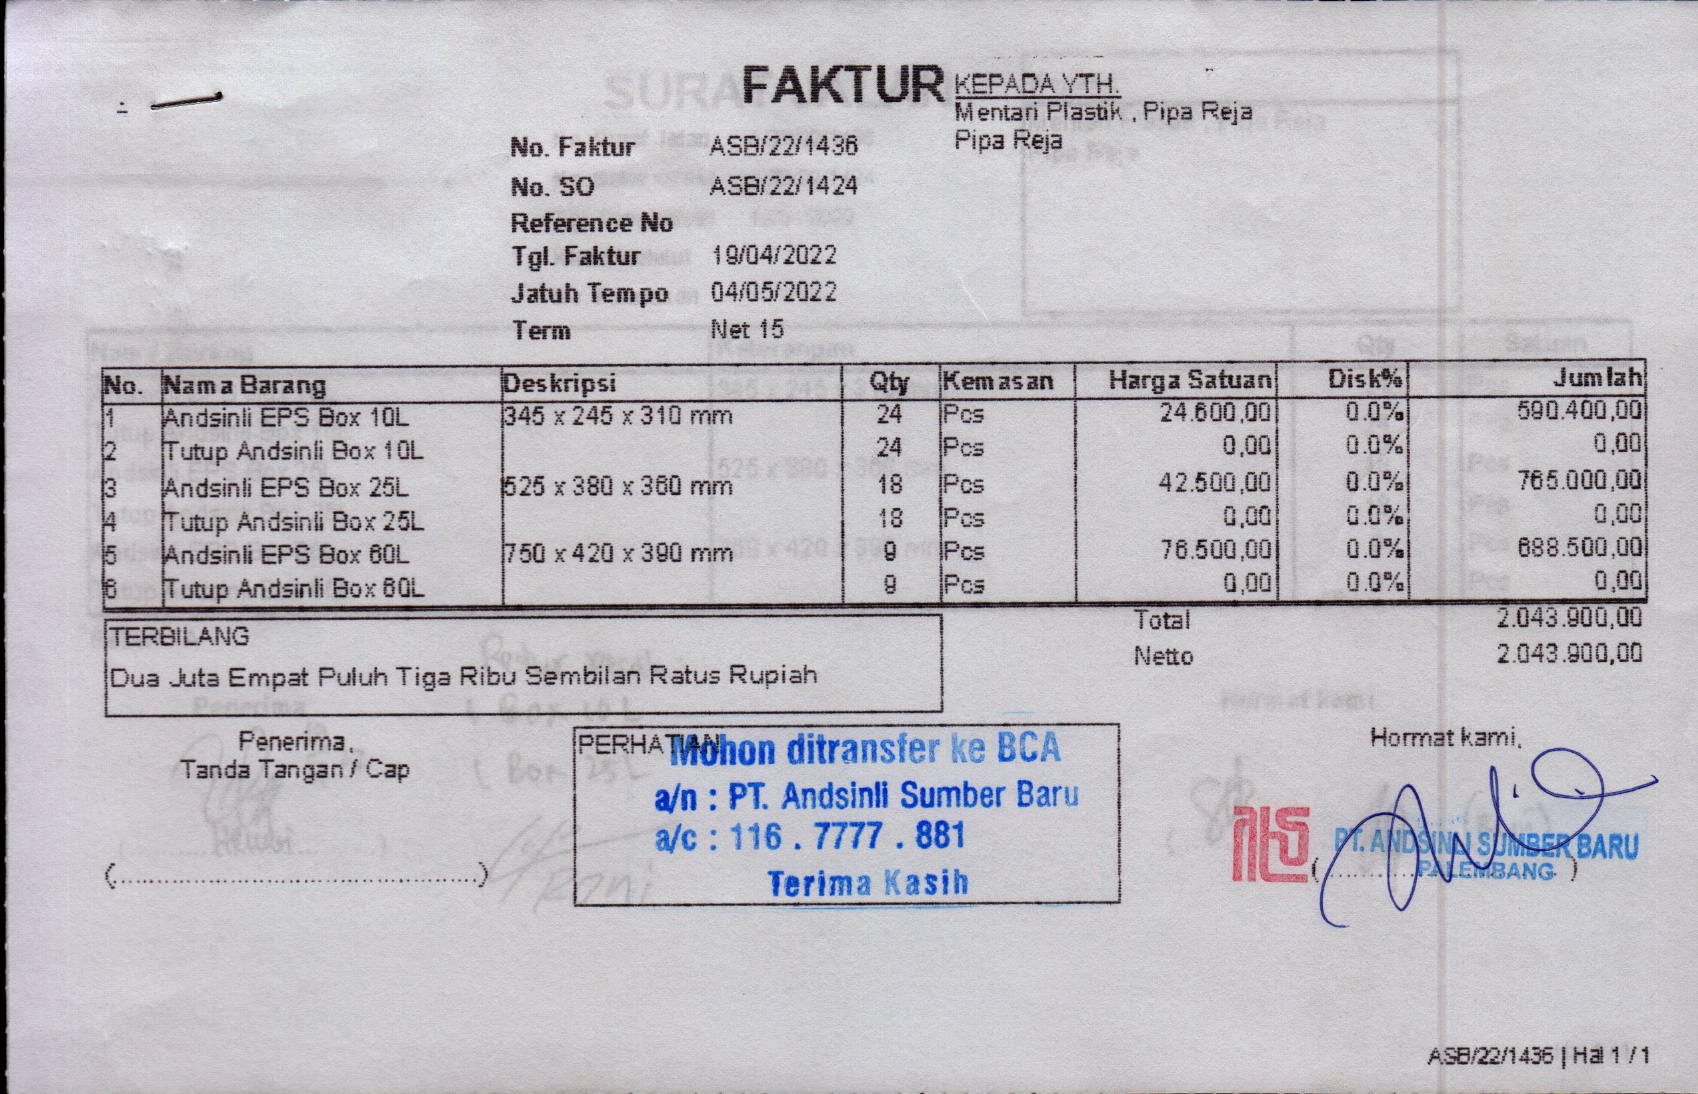 FAKTUR
KEPADA YTH.
Mentari Plastik , Pipa Reja
Pipa Reja
No. Faktur ASB/22/1436
No. SO ASB/22/1424
Reference No
Tgl. Faktur 19/04/2022
Jatuh Tempo 04/05/2022
Term Net 15
No. Nama Barang Deskripsi Qty Kemasan Harga Satuan Disk% Jumlah
1 Andsinli EPS Box 10L 345 x 245 x 310 mm 24 Pcs 24.600,00 0.0% 590.400,00
2 Tutup Andsinli Box 10L 24 Pcs 0,00 0.0% 0,00
3 Andsinli EPS Box 25L 525 x 380 x 360 mm 18 Pcs 42.500,00 0.0% 765.000,00
4 Tutup Andsinli Box 25L 18 Pcs 0,00 0.0% 0,00
5 Andsinli EPS Box 60L 750 x 420 x 390 mm 9 Pcs 76.500,00 0.0% 688.500,00
6 Tutup Andsinli Box 60L 9 Pcs 0,00 0.0% 0,00
Total 2.043.900,00
Netto 2.043.900,00
TERBILANG
Dua Juta Empat Puluh Tiga Ribu Sembilan Ratus Rupiah
Penerima,
Tanda Tangan / Cap
(..............................................)
PERHATIAN
Mohon ditransfer ke BCA
a/n : PT. Andsinli Sumber Baru
a/c : 116 . 7777 . 881
Terima Kasih
Hormat kami,
PT. ANDSINLI SUMBER BARU
PALEMBANG
ASB/22/1436 | Hal 1 / 1